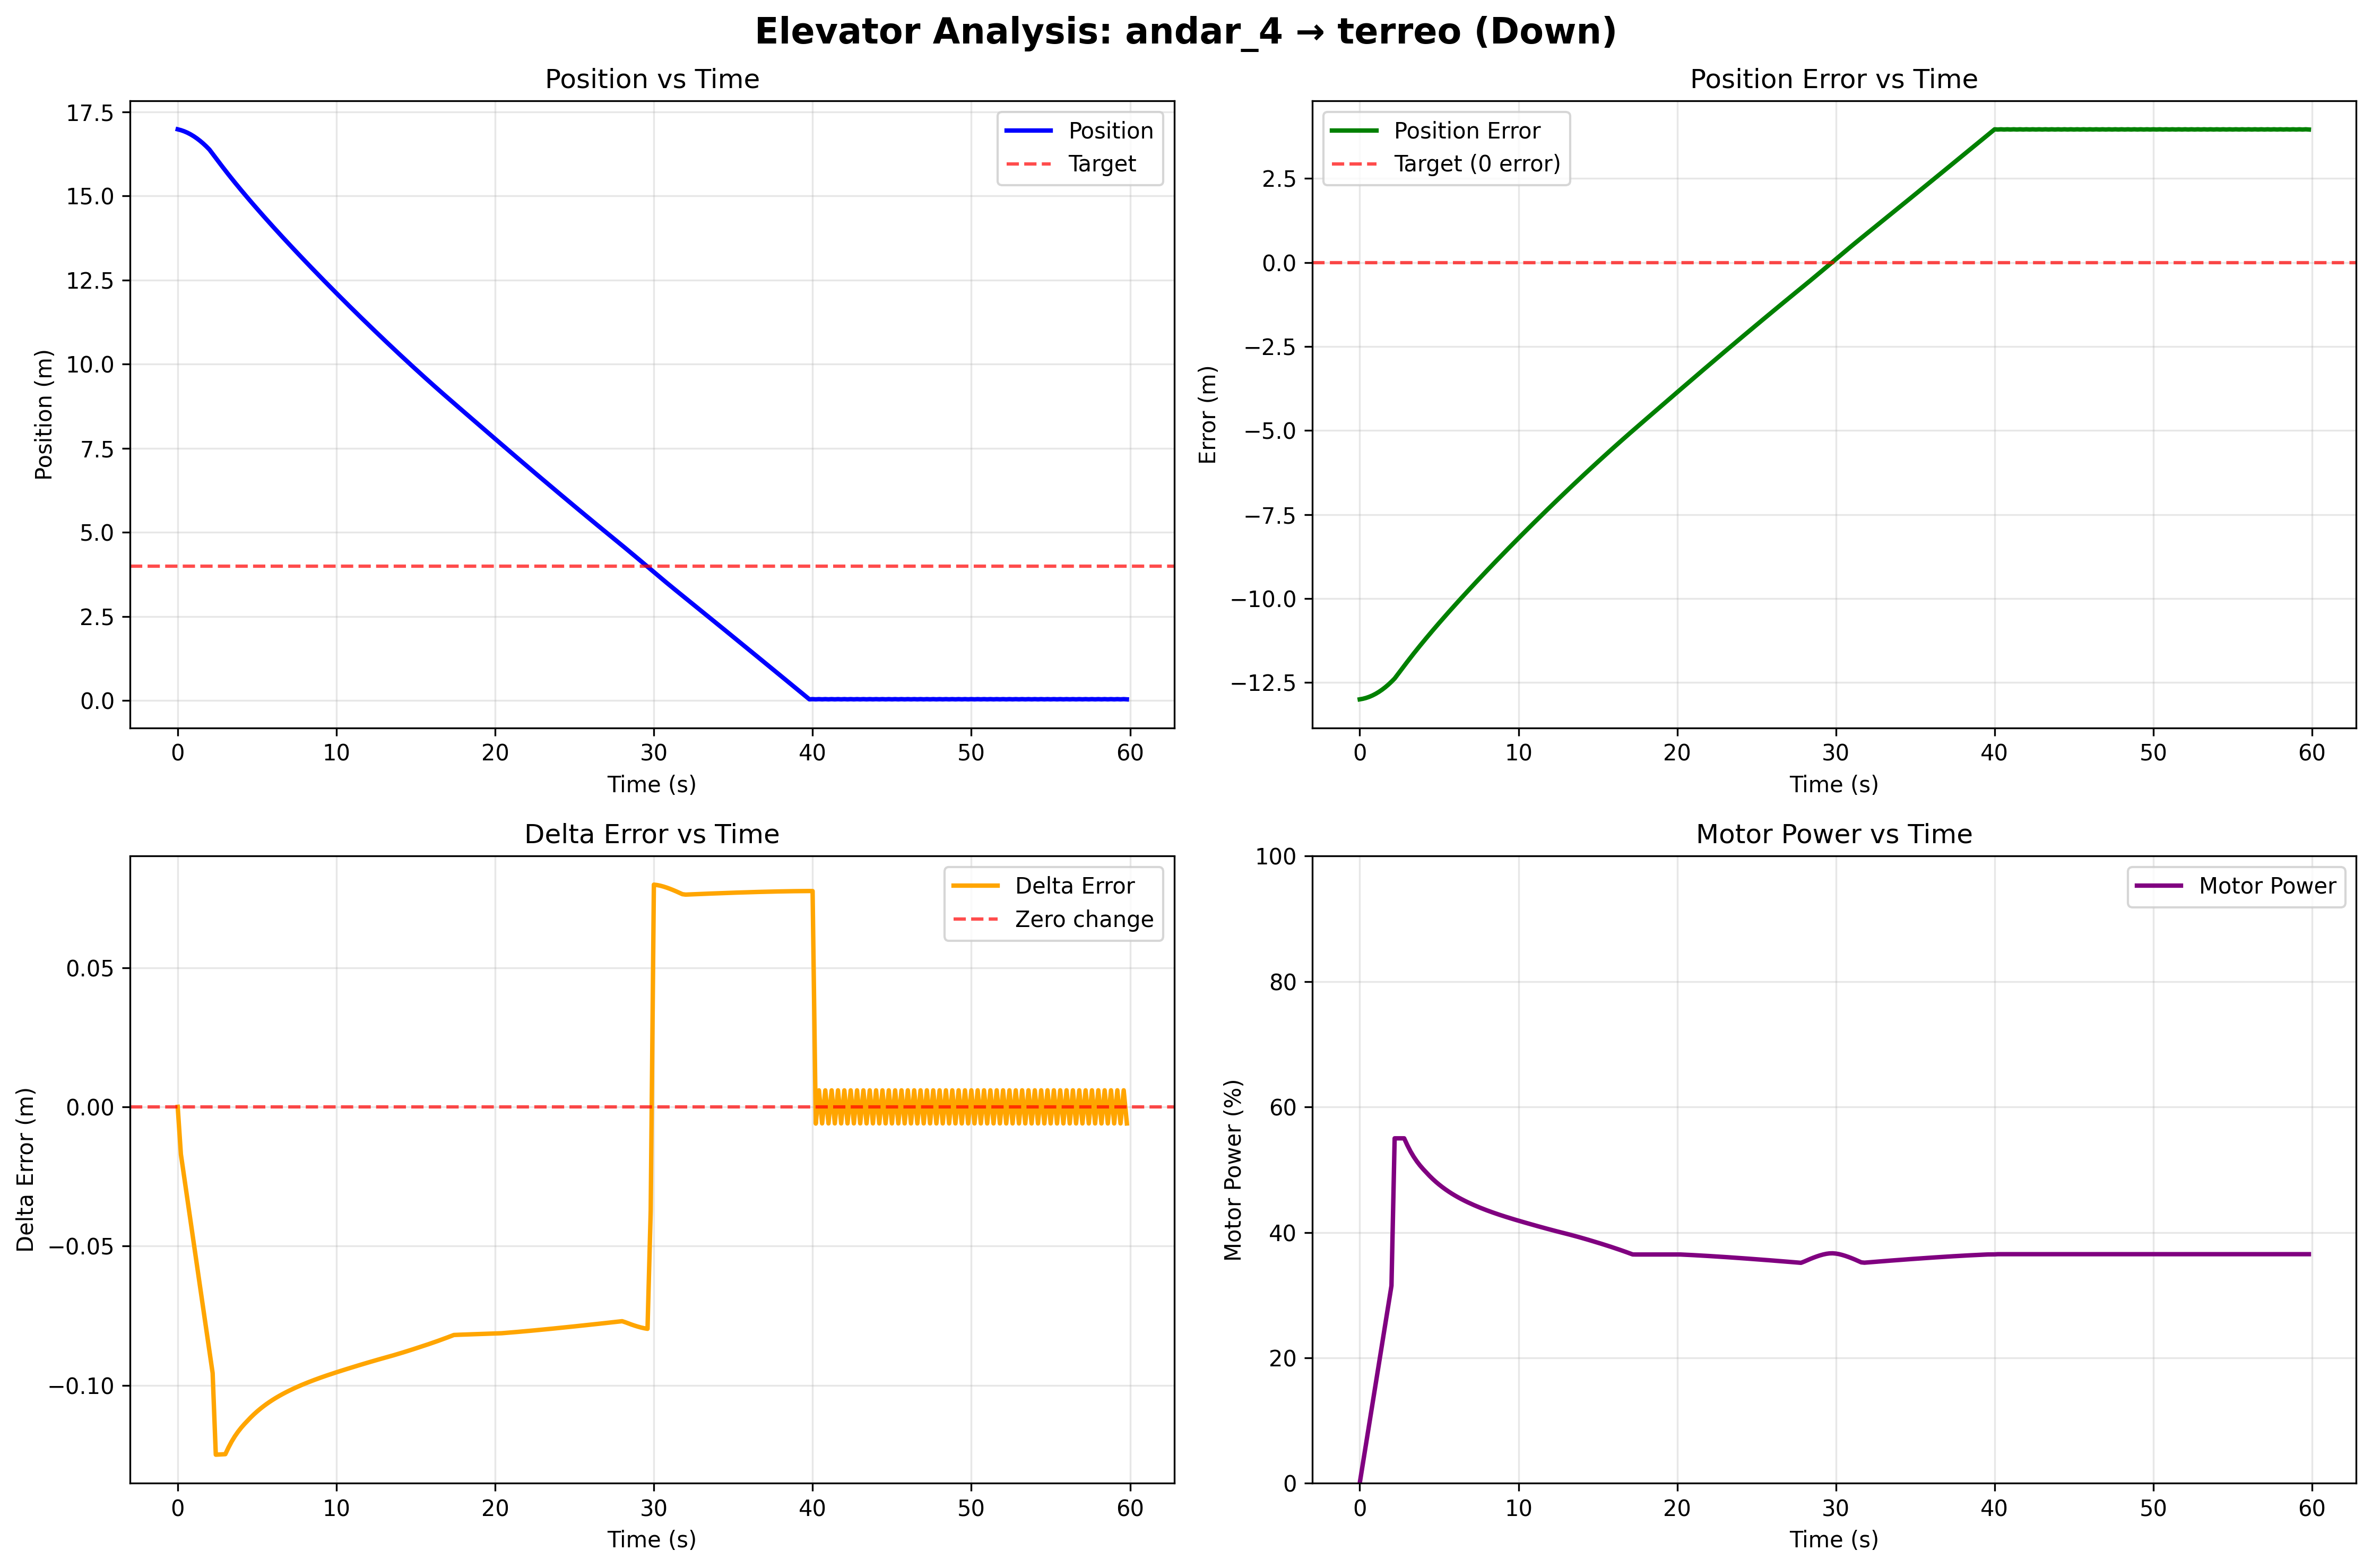 Elevator Analysis: andar_4 → terreo (Down)
Position vs Time
17.5
15.0
12.5
10.0
7.5
5.0
2.5
0.0
Position (m)
Position
Target
0 10 20 30 40 50 60
Time (s)
Position Error vs Time
2.5
0.0
−2.5
−5.0
−7.5
−10.0
−12.5
Error (m)
Position Error
Target (0 error)
0 10 20 30 40 50 60
Time (s)
Delta Error vs Time
0.05
0.00
−0.05
−0.10
Delta Error (m)
Delta Error
Zero change
0 10 20 30 40 50 60
Time (s)
Motor Power vs Time
100
80
60
40
20
0
Motor Power (%)
Motor Power
0 10 20 30 40 50 60
Time (s)